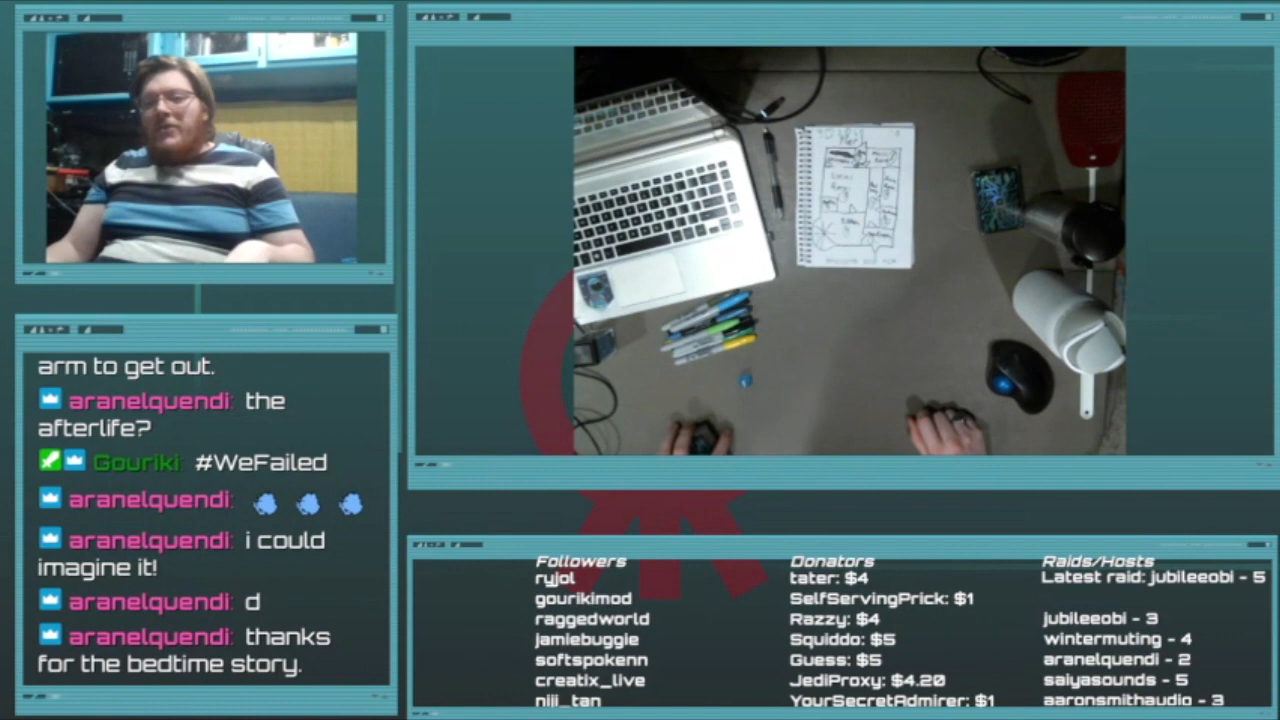 arm to get out.
aranelquendi: the
afterlife?
Gouriki: #WeFailed
aranelquendi:
aranelquendi: i could
imagine it!
aranelquendi: d
aranelquendi: thanks
for the bedtime story.
Followers
ryjol
gourikimod
raggedworld
jamiebuggie
softspokenn
creatix_live
niji_tan
Donators
tater: $4
SelfServingPrick: $1
Razzy: $4
Squiddo: $5
Guess: $5
JediProxy: $4.20
YourSecretAdmirer: $1
Raids/Hosts
Latest raid: jubileeobi - 5
jubileeobi - 3
wintermuting - 4
aranelquendi - 2
saiyasounds - 5
aaronsmithaudio - 3